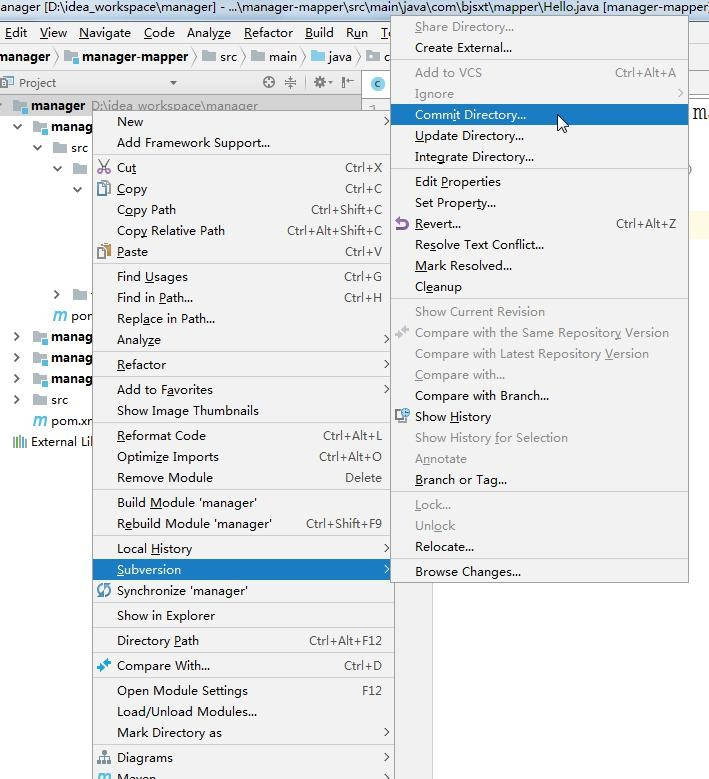 anager [D:\idea_workspace\manager] - ...\manager-mapper\src\main\java\com\bjsxt\mapper\Hello.java [manager-mapper]
Edit View Navigate Code Analyze Refactor Build Run
manager manager-mapper src main java
Project
manager D:\idea_workspace\manager
manag
src
pom
manag
manag
manag
src
pom.xm
External Lib
New
Add Framework Support...
Cut Ctrl+X
Copy Ctrl+C
Copy Path Ctrl+Shift+C
Copy Relative Path Ctrl+Alt+Shift+C
Paste Ctrl+V
Find Usages Ctrl+G
Find in Path... Ctrl+H
Replace in Path...
Analyze
Refactor
Add to Favorites
Show Image Thumbnails
Reformat Code Ctrl+Alt+L
Optimize Imports Ctrl+Alt+O
Remove Module Delete
Build Module 'manager'
Rebuild Module 'manager' Ctrl+Shift+F9
Local History
Subversion
Synchronize 'manager'
Show in Explorer
Directory Path Ctrl+Alt+F12
Compare With... Ctrl+D
Open Module Settings F12
Load/Unload Modules...
Mark Directory as
Diagrams
Maven
Share Directory...
Create External...
Add to VCS Ctrl+Alt+A
Ignore
Commit Directory...
Update Directory...
Integrate Directory...
Edit Properties
Set Property...
Revert... Ctrl+Alt+Z
Resolve Text Conflict...
Mark Resolved...
Cleanup
Show Current Revision
Compare with the Same Repository Version
Compare with Latest Repository Version
Compare with...
Compare with Branch...
Show History
Show History for Selection
Annotate
Branch or Tag...
Lock...
Unlock
Relocate...
Browse Changes...